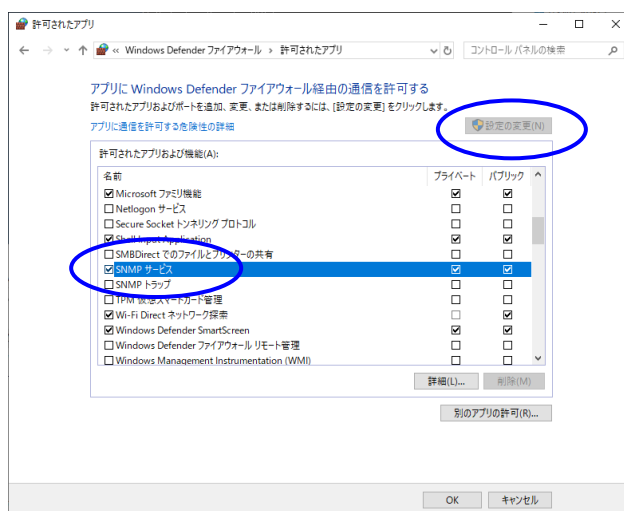 許可されたアプリ
« Windows Defender ファイアウォール › 許可されたアプリ
コントロール パネルの検索
アプリに Windows Defender ファイアウォール経由の通信を許可する
許可されたアプリおよびポートを追加、変更、または削除するには、[設定の変更] をクリックします。
アプリに通信を許可する危険性の詳細
設定の変更(N)
許可されたアプリおよび機能(A):
名前 プライベート パブリック
Microsoft ファミリ機能
Netlogon サービス
Secure Socket トンネリング プロトコル
Shell Input Application
SMBDirect でのファイルとプリンターの共有
SNMP サービス
SNMP トラップ
TPM 仮想スマートカード管理
Wi-Fi Direct ネットワーク探索
Windows Defender SmartScreen
Windows Defender ファイアウォール リモート管理
Windows Management Instrumentation (WMI)
詳細(L)... 削除(M)
別のアプリの許可(R)...
OK キャンセル